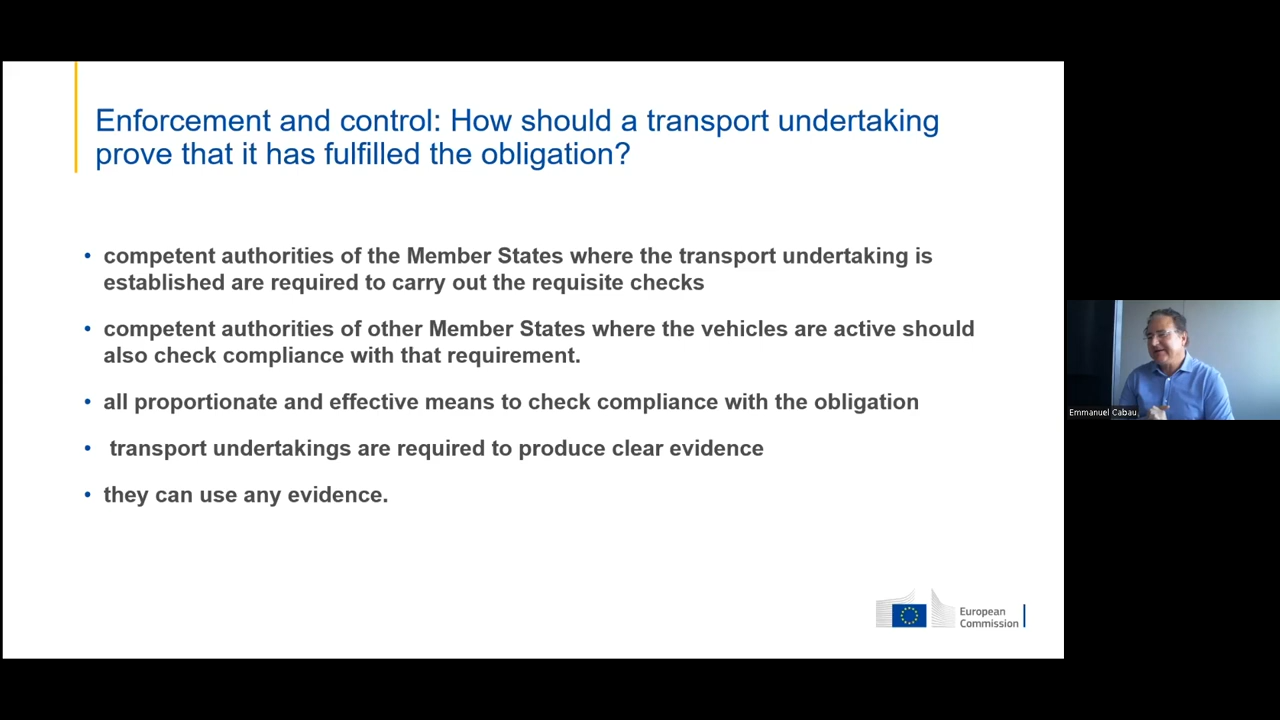 Enforcement and control: How should a transport undertaking
prove that it has fulfilled the obligation?
• competent authorities of the Member States where the transport undertaking is
established are required to carry out the requisite checks
• competent authorities of other Member States where the vehicles are active should
also check compliance with that requirement.
• all proportionate and effective means to check compliance with the obligation
• transport undertakings are required to produce clear evidence
• they can use any evidence.
Emmanuel Cabau
European
Commission